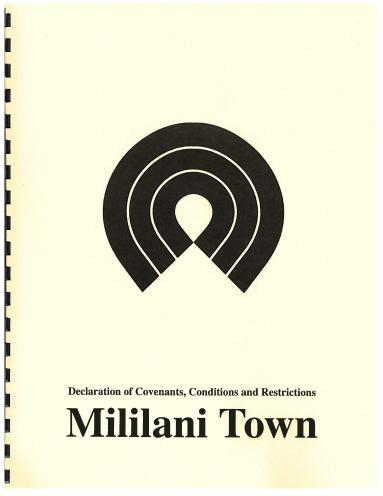 Declaration of Covenants, Conditions and Restrictions
Mililani Town